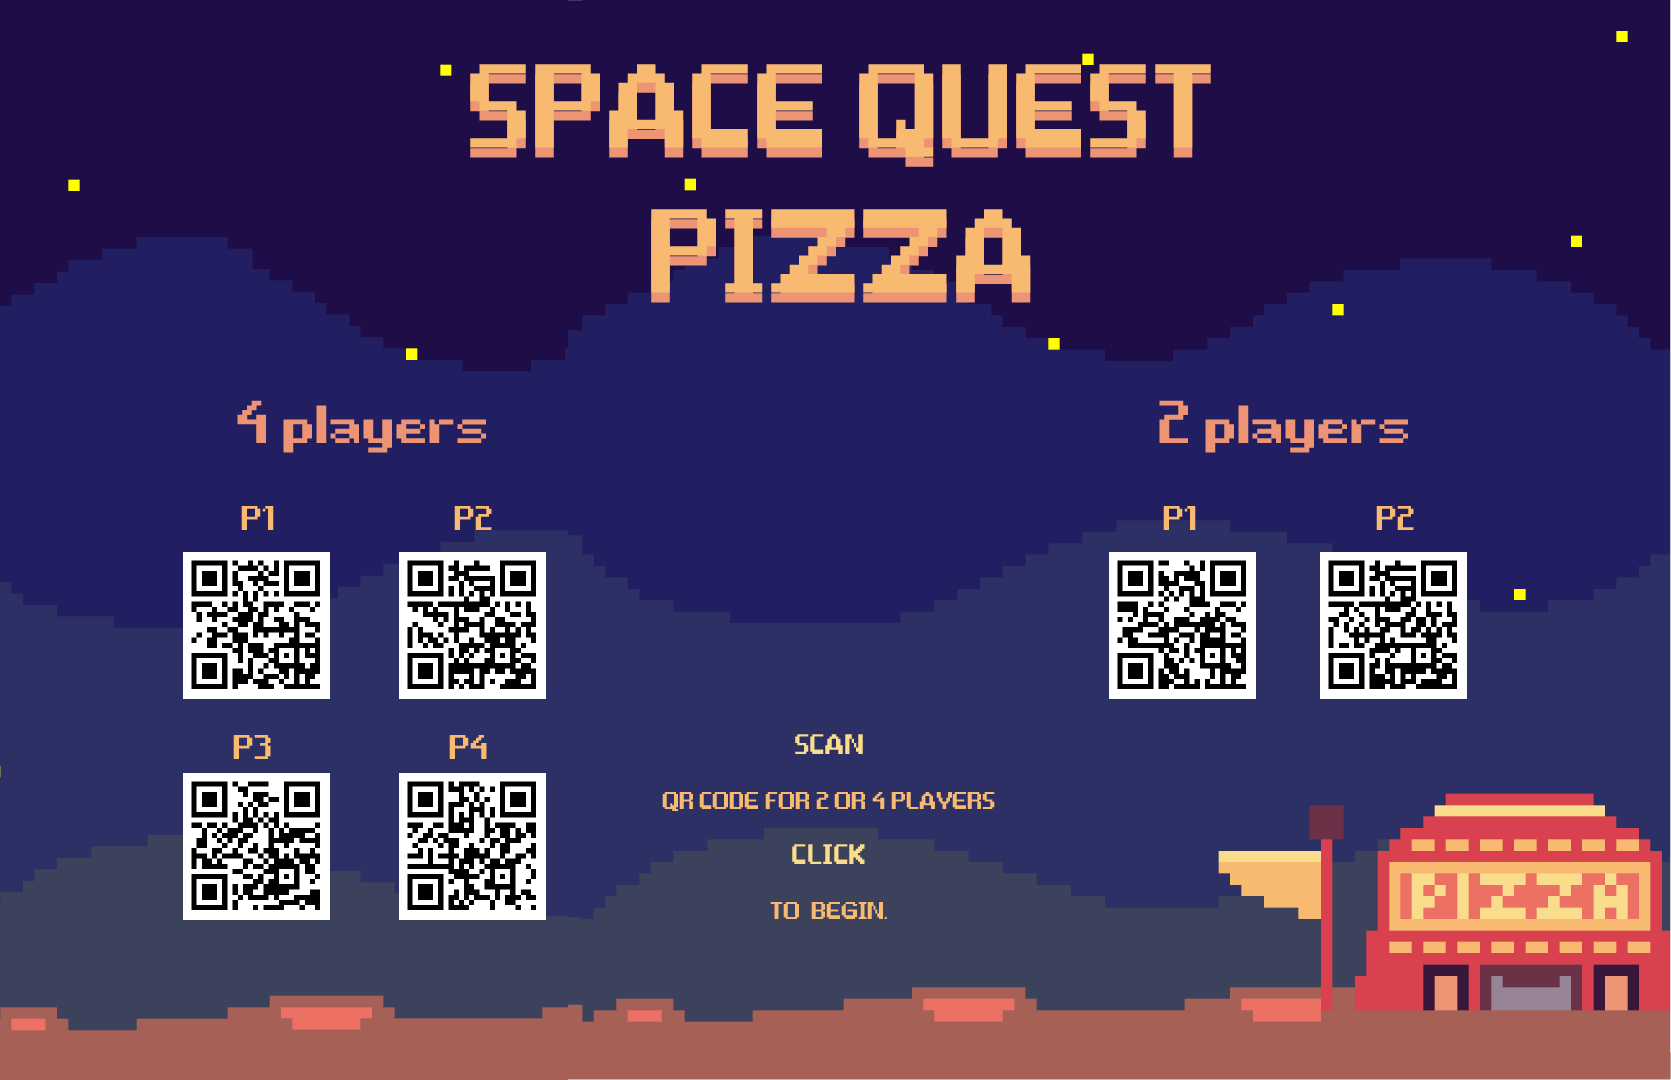 SPACE QUEST
PIZZA
4 players
2 players
P1
P2
P1
P2
P3
P4
SCAN
QR CODE FOR 2 OR 4 PLAYERS
CLICK
TO BEGIN.
PIZZA